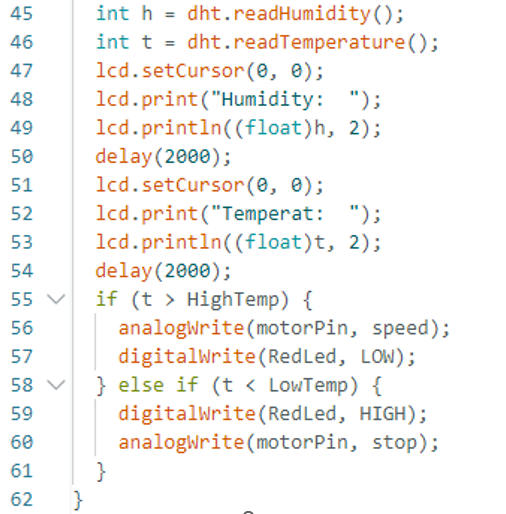 45 int h = dht.readHumidity();
46 int t = dht.readTemperature();
47 lcd.setCursor(0, 0);
48 lcd.print("Humidity:  ");
49 lcd.println((float)h, 2);
50 delay(2000);
51 lcd.setCursor(0, 0);
52 lcd.print("Temperat:  ");
53 lcd.println((float)t, 2);
54 delay(2000);
55 if (t > HighTemp) {
56 analogWrite(motorPin, speed);
57 digitalWrite(RedLed, LOW);
58 } else if (t < LowTemp) {
59 digitalWrite(RedLed, HIGH);
60 analogWrite(motorPin, stop);
61 }
62 }